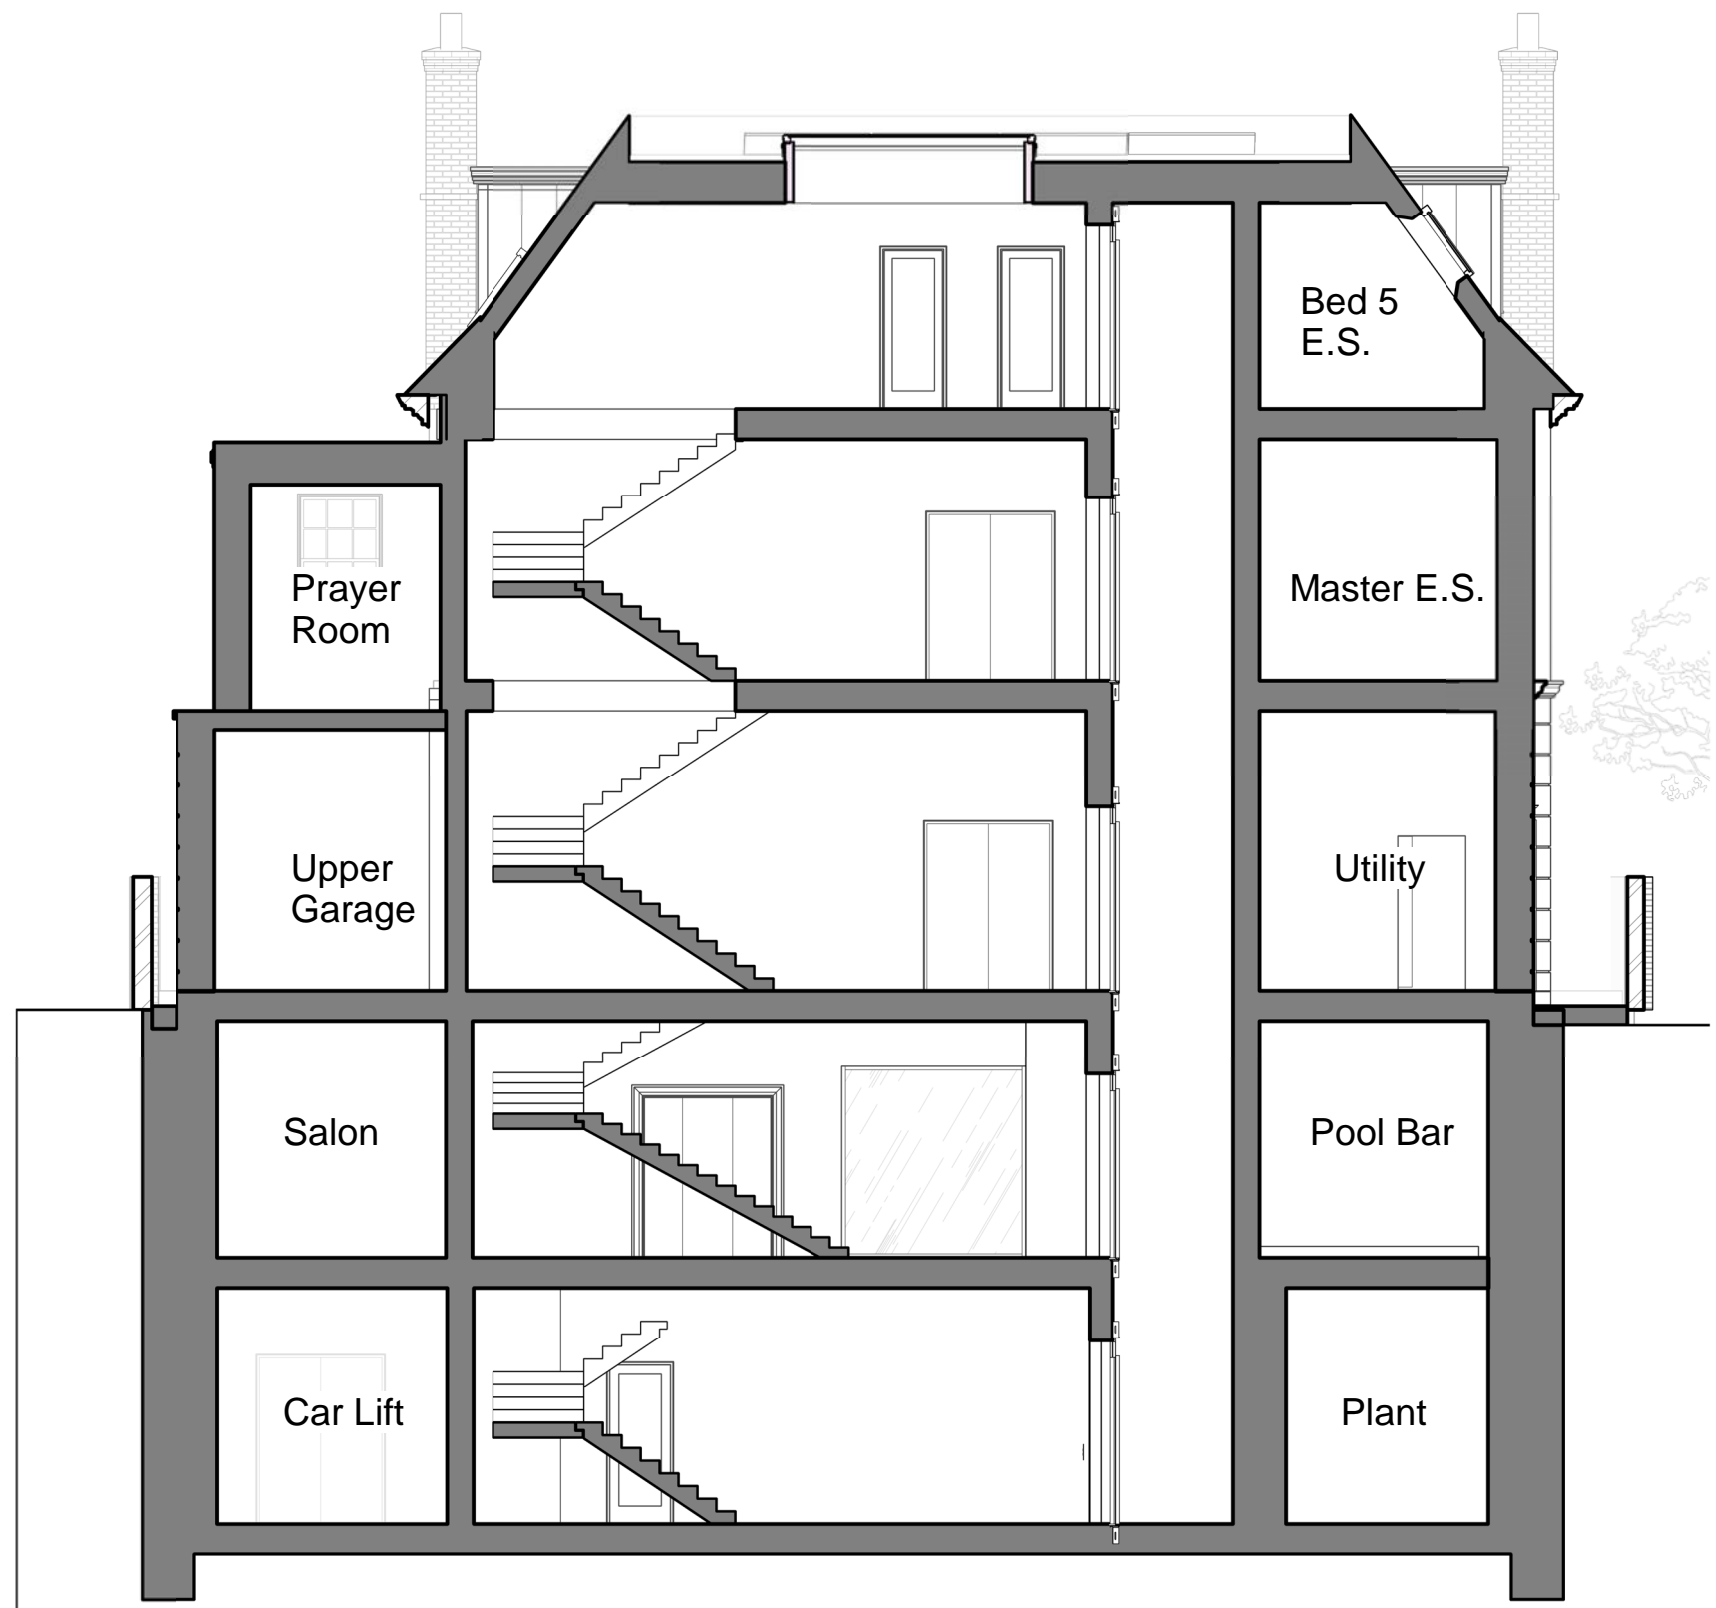 Bed 5
E.S.
Prayer
Room
Master E.S.
Upper
Garage
Utility
Salon
Pool Bar
Car Lift
Plant